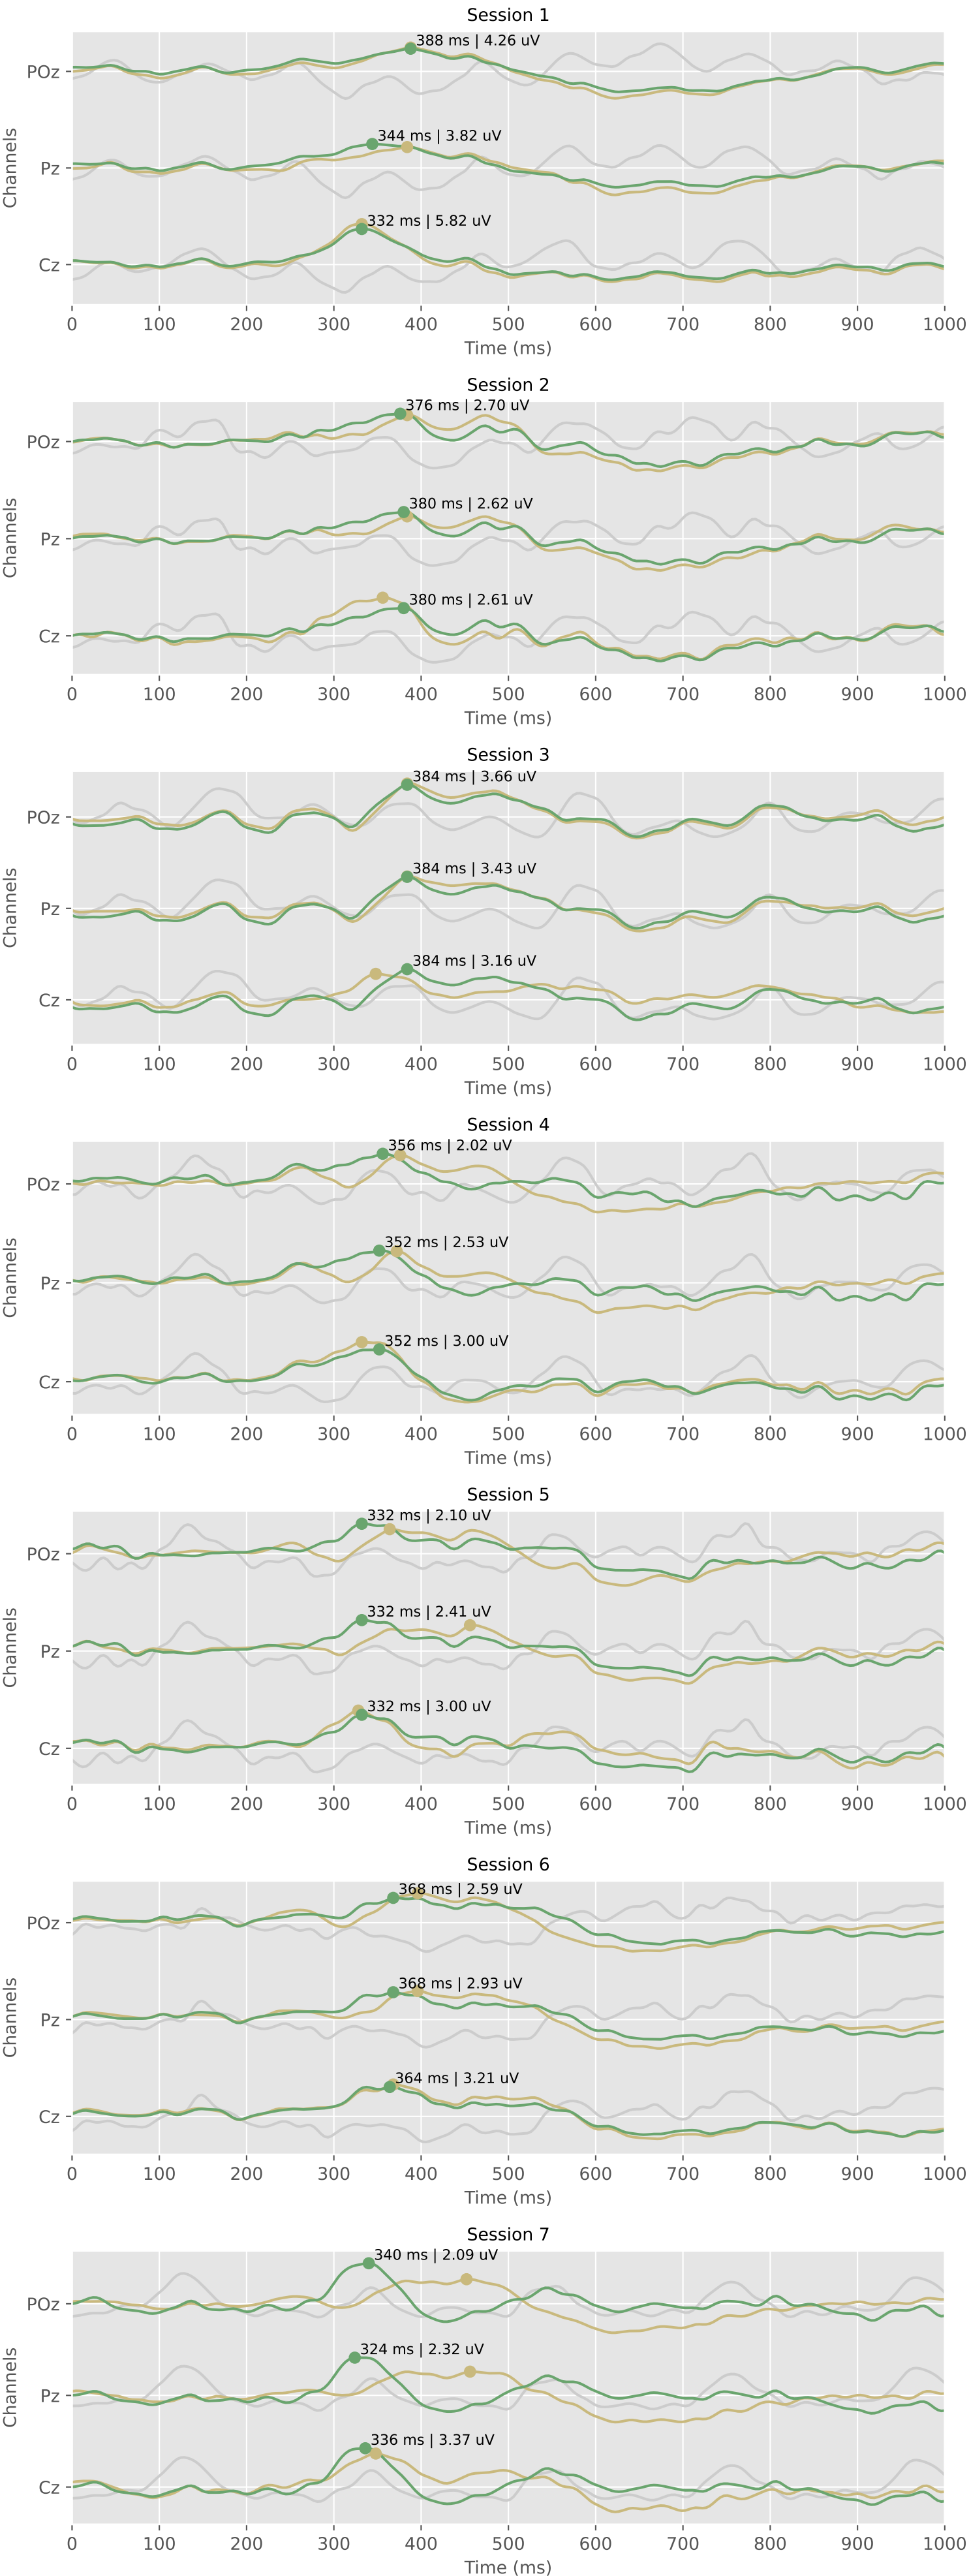 Session 1
388 ms | 4.26 uV
POz
344 ms | 3.82 uV
Pz
332 ms | 5.82 uV
Cz
Channels
0 100 200 300 400 500 600 700 800 900 1000
Time (ms)
Session 2
376 ms | 2.70 uV
POz
380 ms | 2.62 uV
Pz
380 ms | 2.61 uV
Cz
Channels
0 100 200 300 400 500 600 700 800 900 1000
Time (ms)
Session 3
384 ms | 3.66 uV
POz
384 ms | 3.43 uV
Pz
384 ms | 3.16 uV
Cz
Channels
0 100 200 300 400 500 600 700 800 900 1000
Time (ms)
Session 4
356 ms | 2.02 uV
POz
352 ms | 2.53 uV
Pz
352 ms | 3.00 uV
Cz
Channels
0 100 200 300 400 500 600 700 800 900 1000
Time (ms)
Session 5
332 ms | 2.10 uV
POz
332 ms | 2.41 uV
Pz
332 ms | 3.00 uV
Cz
Channels
0 100 200 300 400 500 600 700 800 900 1000
Time (ms)
Session 6
368 ms | 2.59 uV
POz
368 ms | 2.93 uV
Pz
364 ms | 3.21 uV
Cz
Channels
0 100 200 300 400 500 600 700 800 900 1000
Time (ms)
Session 7
340 ms | 2.09 uV
POz
324 ms | 2.32 uV
Pz
336 ms | 3.37 uV
Cz
Channels
0 100 200 300 400 500 600 700 800 900 1000
Time (ms)